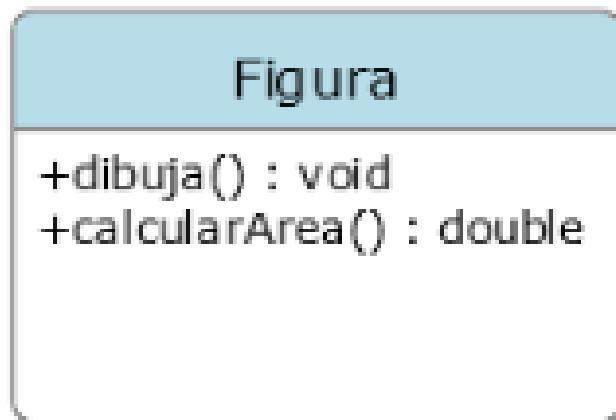 Figura
+dibuja() : void
+calcularArea() : double